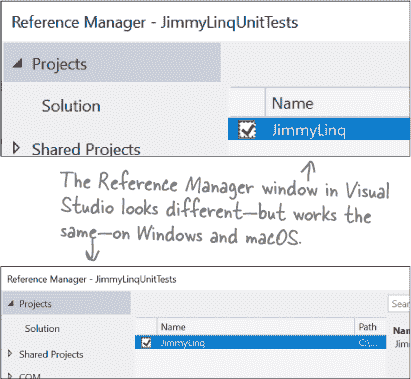 Reference Manager - JimmyLinqUnitTests
Projects
Solution
Shared Projects
Name
JimmyLinq
The Reference Manager window in Visual
Studio looks different—but works the
same—on Windows and macOS.
Reference Manager - JimmyLinqUnitTests
Projects
Solution
Shared Projects
COM
Name Path
JimmyLinq C:\...
Sear
Nam
Jim